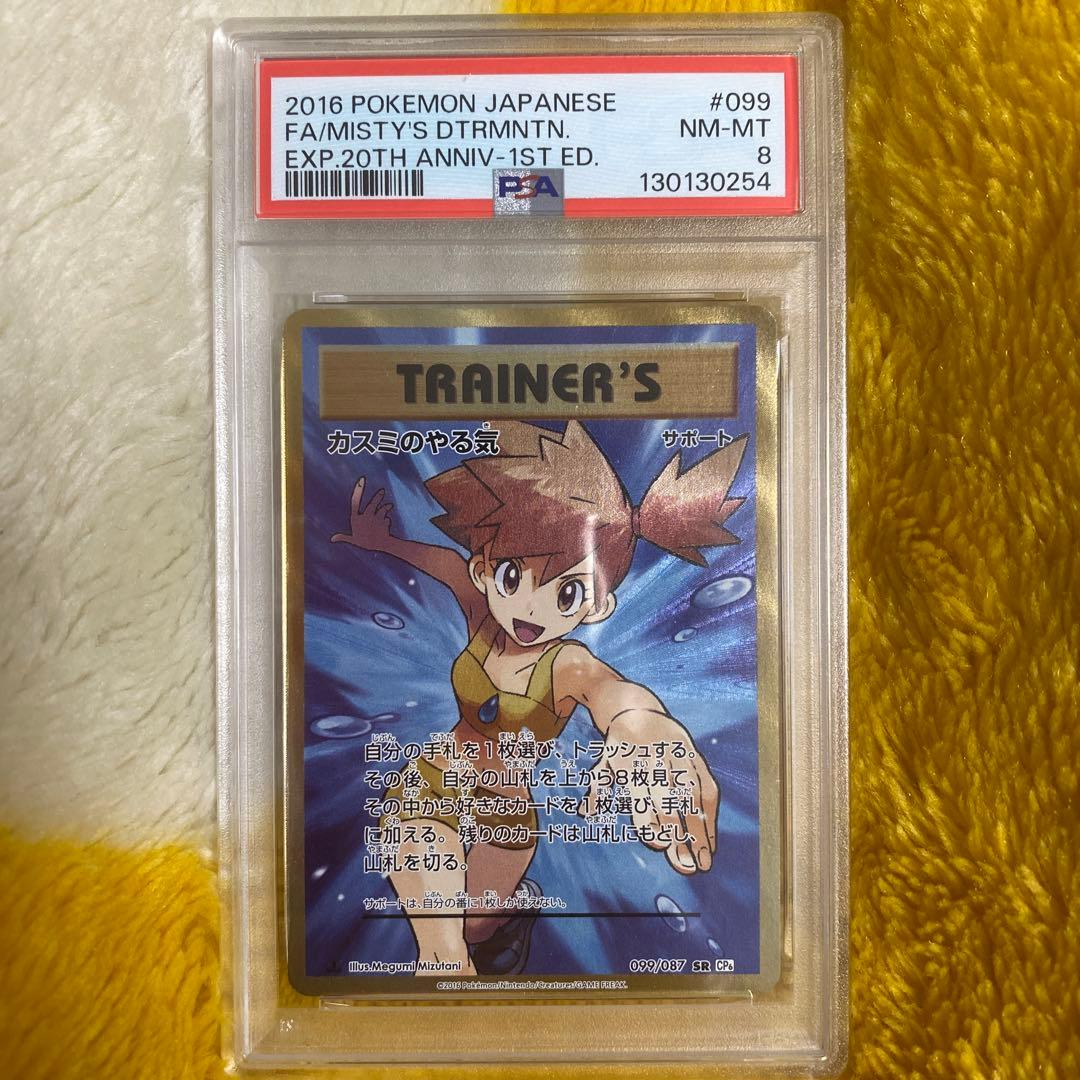 2016 POKEMON JAPANESE #099
FA/MISTY'S DTRMNTN. NM-MT
EXP.20TH ANNIV-1ST ED. 8
PSA 130130254
TRAINER'S
カスミのやる気 サポート
自分の手札を1枚選び、トラッシュする。
その後、自分の山札を上から8枚見て、
その中から好きなカードを1枚選び、手札
に加える。残りのカードは山札にもどし、
山札を切る。
サポートは、自分の番に1枚しか使えない。
Illus.Megumi Mizutani 099/087 SR CP6
©2016 Pokémon/Nintendo/Creatures/GAME FREAK.